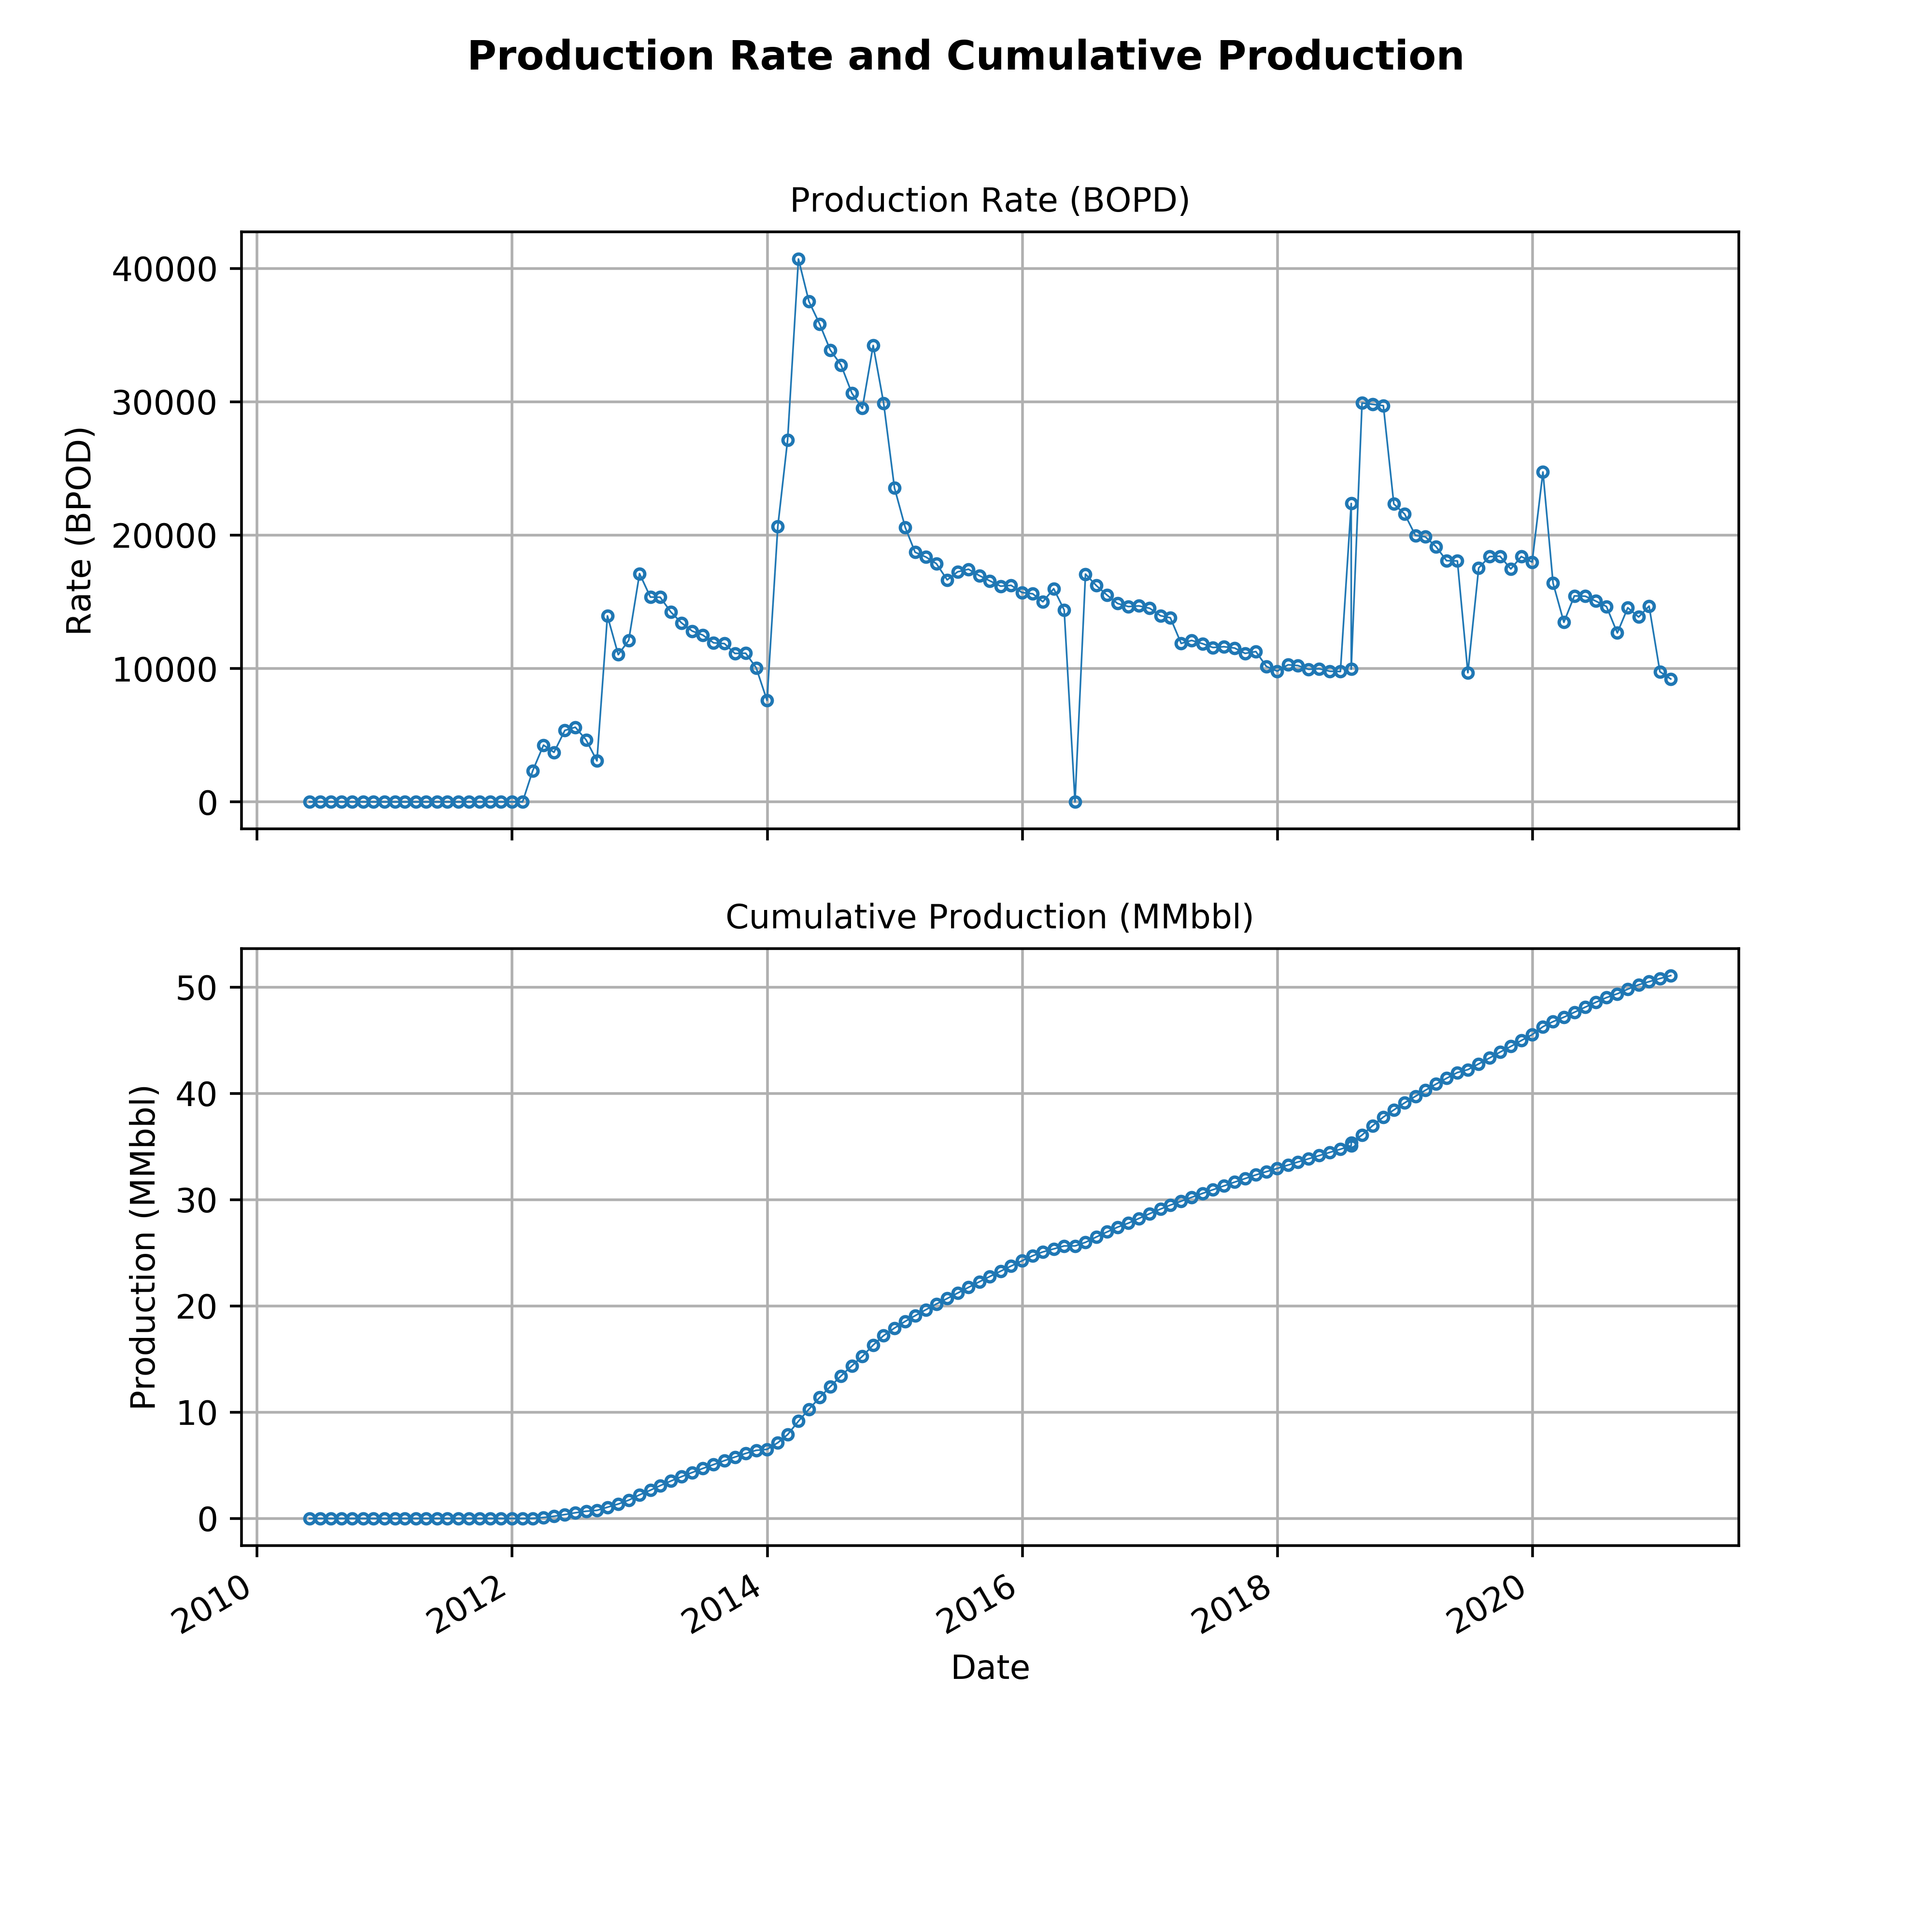 Production Rate and Cumulative Production
Production Rate (BOPD)
40000
30000
20000
10000
0
Rate (BPOD)
Cumulative Production (MMbbl)
50
40
30
20
10
0
Production (MMbbl)
2010
2012
2014
2016
2018
2020
Date